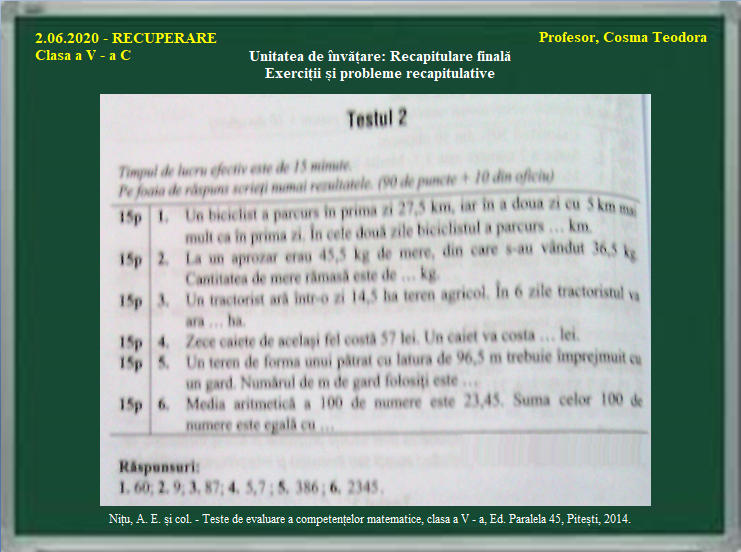 2.06.2020 - RECUPERARE
Profesor, Cosma Teodora
Clasa a V - a C
Unitatea de învățare: Recapitulare finală
Exerciții și probleme recapitulative
Testul 2
Timpul de lucru efectiv este de 15 minute.
Pe foaia de răspuns scrieți numai rezultatele. (90 de puncte + 10 din oficiu)
15p 1. Un biciclist a parcurs în prima zi 27,5 km, iar în a doua zi cu 5 km mai
mult ca în prima zi. În cele două zile biciclistul a parcurs … km.
15p 2. La un aprozar erau 45,5 kg de mere, din care s-au vândut 36,5 kg.
Cantitatea de mere rămasă este de … kg.
15p 3. Un tractorist ară într-o zi 14,5 ha teren agricol. În 6 zile tractoristul va
ara … ha.
15p 4. Zece caiete de același fel costă 57 lei. Un caiet va costa … lei.
15p 5. Un teren de forma unui pătrat cu latura de 96,5 m trebuie împrejmuit cu
un gard. Numărul de m de gard folosiți este …
15p 6. Media aritmetică a 100 de numere este 23,45. Suma celor 100 de
numere este egală cu …
Răspunsuri:
1. 60; 2. 9; 3. 87; 4. 5,7; 5. 386; 6. 2345.
Nițu, A. E. și col. - Teste de evaluare a competențelor matematice, clasa a V - a, Ed. Paralela 45, Pitești, 2014.